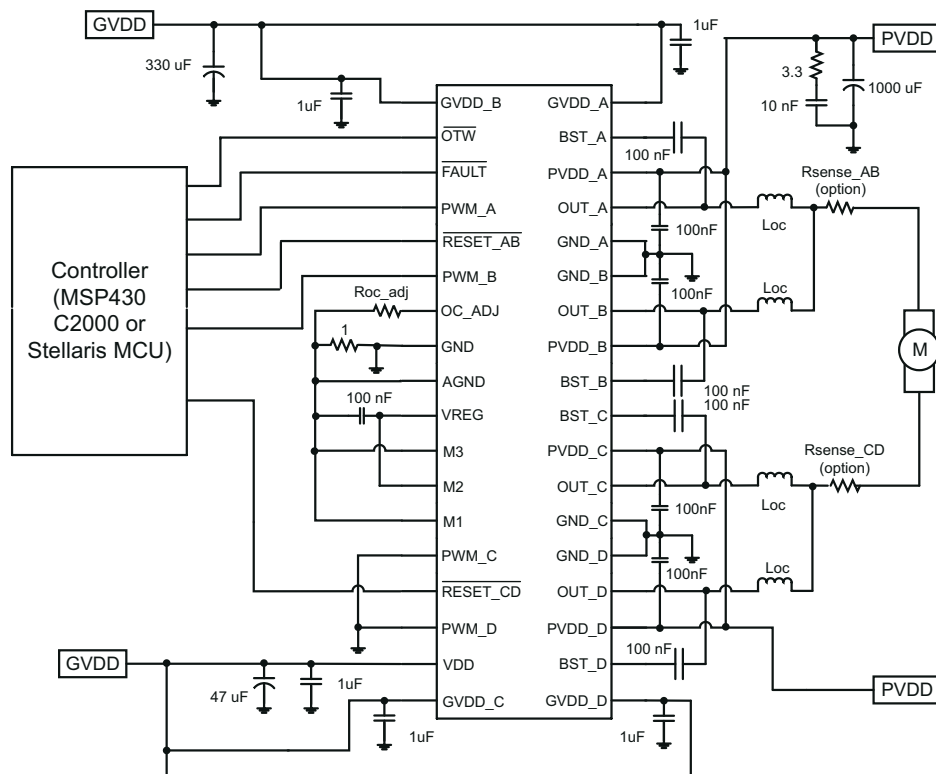 GVDD
330 uF
1uF
1uF
PVDD
3.3
10 nF
1000 uF
Controller
(MSP430
C2000 or
Stellaris MCU)
Roc_adj
1
100 nF
GVDD_B
OTW
FAULT
PWM_A
RESET_AB
PWM_B
OC_ADJ
GND
AGND
VREG
M3
M2
M1
PWM_C
RESET_CD
PWM_D
VDD
GVDD_C
GVDD_A
BST_A
PVDD_A
OUT_A
GND_A
GND_B
OUT_B
PVDD_B
BST_B
BST_C
PVDD_C
OUT_C
GND_C
GND_D
OUT_D
PVDD_D
BST_D
GVDD_D
100 nF
100nF
100nF
100 nF
100 nF
100nF
100nF
100 nF
Rsense_AB
(option)
Loc
Loc
M
Rsense_CD
(option)
Loc
Loc
GVDD
47 uF
1uF
1uF
1uF
PVDD